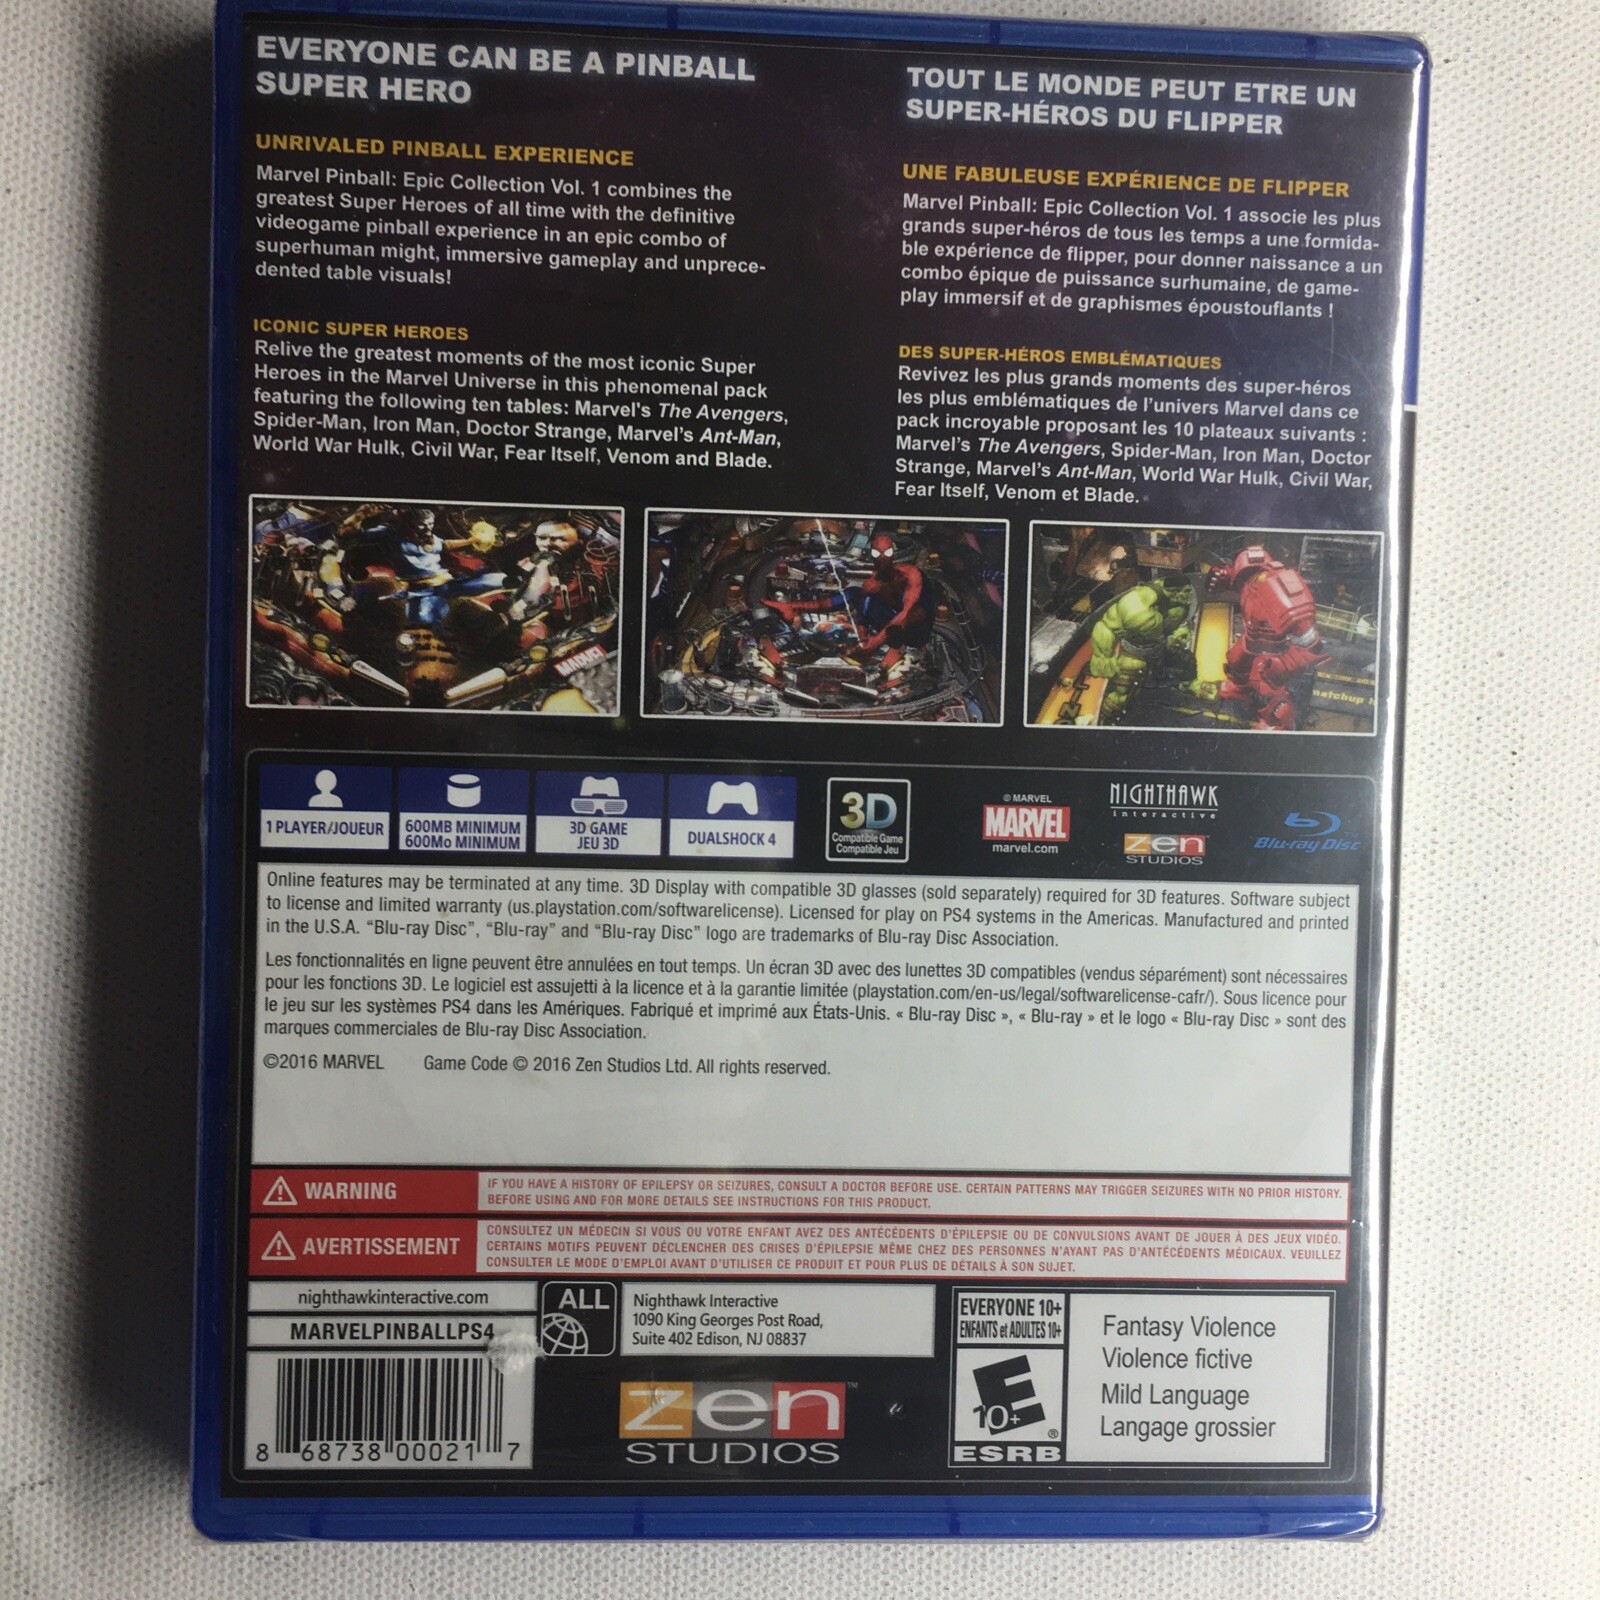 EVERYONE CAN BE A PINBALL
SUPER HERO
UNRIVALED PINBALL EXPERIENCE
Marvel Pinball: Epic Collection Vol. 1 combines the
greatest Super Heroes of all time with the definitive
videogame pinball experience in an epic combo of
superhuman might, immersive gameplay and unprece-
dented table visuals!
ICONIC SUPER HEROES
Relive the greatest moments of the most iconic Super
Heroes in the Marvel Universe in this phenomenal pack
featuring the following ten tables: Marvel's The Avengers,
Spider-Man, Iron Man, Doctor Strange, Marvel's Ant-Man,
World War Hulk, Civil War, Fear Itself, Venom and Blade.
TOUT LE MONDE PEUT ETRE UN
SUPER-HÉROS DU FLIPPER
UNE FABULEUSE EXPÉRIENCE DE FLIPPER
Marvel Pinball: Epic Collection Vol. 1 associe les plus
grands super-héros de tous les temps a une formida-
ble expérience de flipper, pour donner naissance a un
combo épique de puissance surhumaine, de game-
play immersif et de graphismes époustouflants !
DES SUPER-HÉROS EMBLÉMATIQUES
Revivez les plus grands moments des super-héros
les plus emblématiques de l'univers Marvel dans ce
pack incroyable proposant les 10 plateaux suivants :
Marvel's The Avengers, Spider-Man, Iron Man, Doctor
Strange, Marvel's Ant-Man, World War Hulk, Civil War,
Fear Itself, Venom et Blade.
MARVEL
matchup
1 PLAYER/JOUEUR
600MB MINIMUM
600Mo MINIMUM
3D GAME
JEU 3D
DUALSHOCK 4
3D
Compatible Game
Compatible Jeu
© MARVEL
MARVEL
marvel.com
NIGHTHAWK
interactive
zen
STUDIOS
Blu-ray Disc
Online features may be terminated at any time. 3D Display with compatible 3D glasses (sold separately) required for 3D features. Software subject
to license and limited warranty (us.playstation.com/softwarelicense). Licensed for play on PS4 systems in the Americas. Manufactured and printed
in the U.S.A. “Blu-ray Disc”, “Blu-ray” and “Blu-ray Disc” logo are trademarks of Blu-ray Disc Association.
Les fonctionnalités en ligne peuvent être annulées en tout temps. Un écran 3D avec des lunettes 3D compatibles (vendus séparément) sont nécessaires
pour les fonctions 3D. Le logiciel est assujetti à la licence et à la garantie limitée (playstation.com/en-us/legal/softwarelicense-cafr/). Sous licence pour
le jeu sur les systèmes PS4 dans les Amériques. Fabriqué et imprimé aux États-Unis. « Blu-ray Disc », « Blu-ray » et le logo « Blu-ray Disc » sont des
marques commerciales de Blu-ray Disc Association.
©2016 MARVEL Game Code © 2016 Zen Studios Ltd. All rights reserved.
WARNING
IF YOU HAVE A HISTORY OF EPILEPSY OR SEIZURES, CONSULT A DOCTOR BEFORE USE. CERTAIN PATTERNS MAY TRIGGER SEIZURES WITH NO PRIOR HISTORY.
BEFORE USING AND FOR MORE DETAILS SEE INSTRUCTIONS FOR THIS PRODUCT.
AVERTISSEMENT
CONSULTEZ UN MÉDECIN SI VOUS OU VOTRE ENFANT AVEZ DES ANTÉCÉDENTS D'ÉPILEPSIE OU DE CONVULSIONS AVANT DE JOUER À DES JEUX VIDÉO.
CERTAINS MOTIFS PEUVENT DÉCLENCHER DES CRISES D'ÉPILEPSIE MÊME CHEZ DES PERSONNES N'AYANT PAS D'ANTÉCÉDENTS MÉDICAUX. VEUILLEZ
CONSULTER LE MODE D'EMPLOI AVANT D'UTILISER CE PRODUIT ET POUR PLUS DE DÉTAILS À SON SUJET.
nighthawkinteractive.com
MARVELPINBALLPS4
8 68738 00021 7
ALL
Nighthawk Interactive
1090 King Georges Post Road,
Suite 402 Edison, NJ 08837
zen™
STUDIOS
EVERYONE 10+
ENFANTS et ADULTES 10+
E
10+
®
ESRB
Fantasy Violence
Violence fictive
Mild Language
Langage grossier